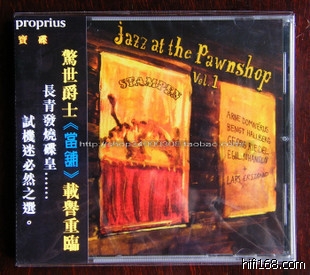 proprius
寶碟
驚世爵士《當鋪》載譽重臨
長青發燒碟皇……
試機迷必然之選。
Jazz at the Pawnshop
Vol. 1
STAMPEN
ARNE DOMNÉRUS
BENGT HALLBERG
GEORG RIEDEL
EGIL JOHANSEN
LARS ERSTRAND
hifi168.com